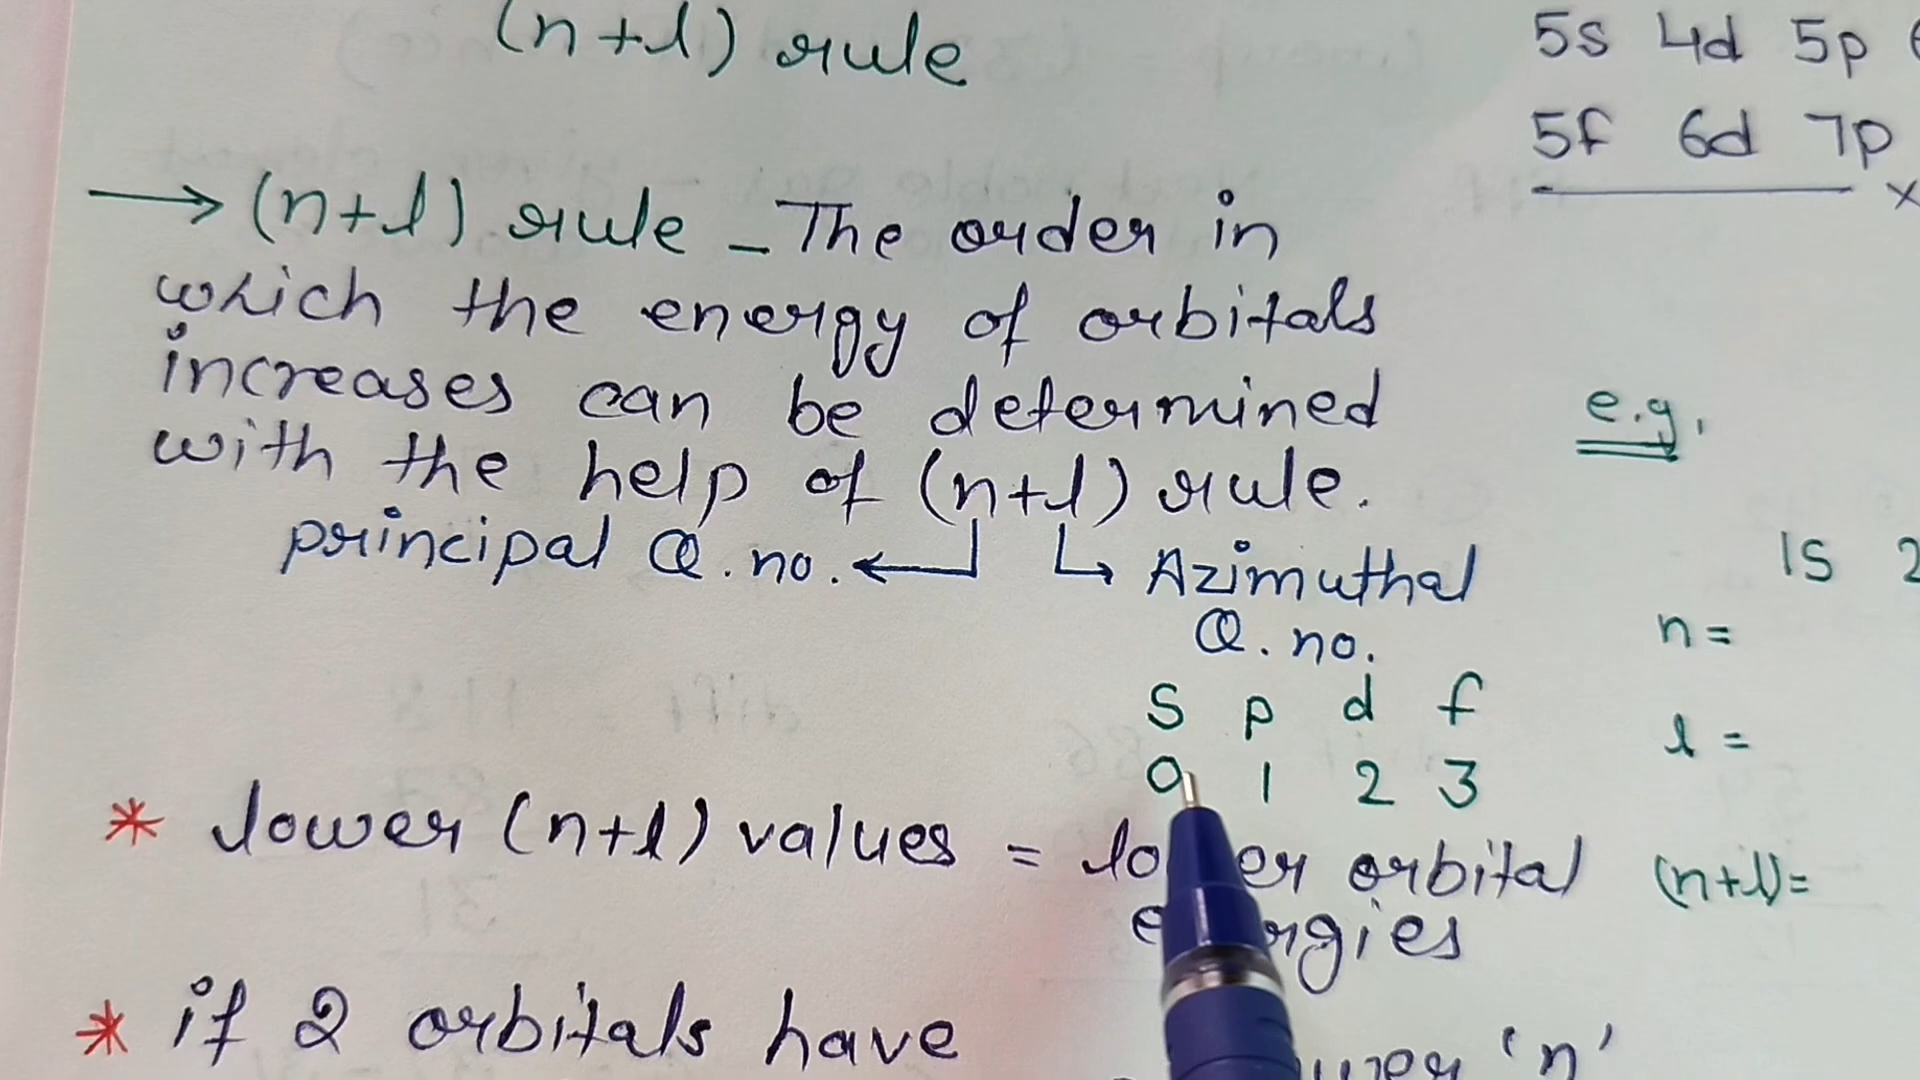 (n+l) rule
→ (n+l) rule - The order in
which the energy of orbitals
increases can be determined
with the help of (n+l) rule.
principal Q. no. ← → Azimuthal
Q. no.
s p d f
0 1 2 3
* lower (n+l) values = orbital
* if 2 orbitals have
'n'
5s 4d 5p
5f 6d 7p
e.g.
1s 2
n =
l =
(n+l)=